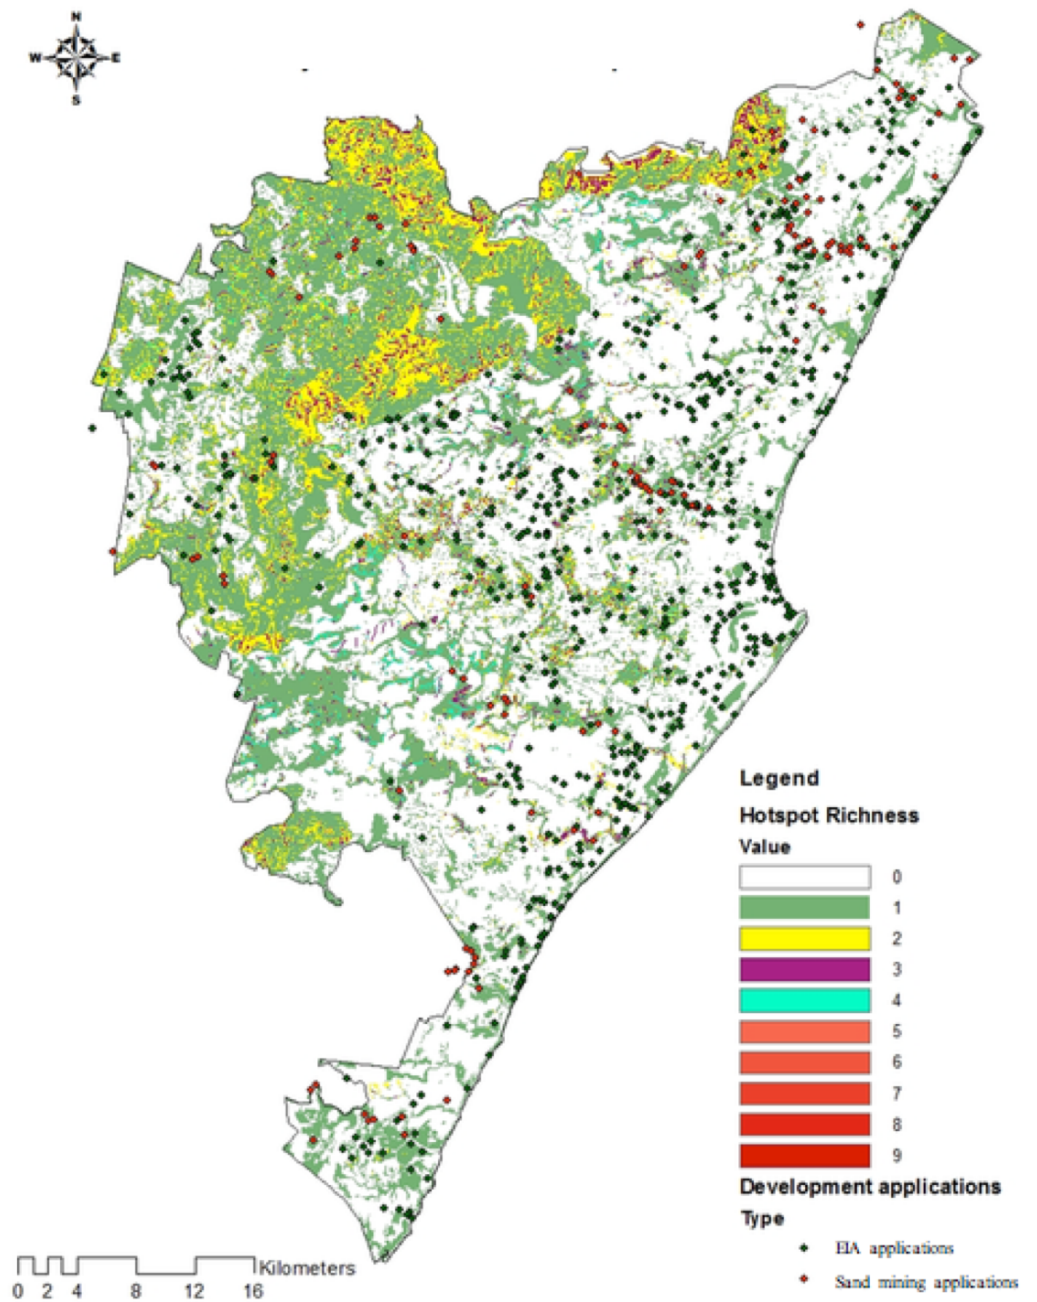 N
W E
S
Legend
Hotspot Richness
Value
0
1
2
3
4
5
6
7
8
9
Development applications
Type
EIA applications
Sand mining applications
Kilometers
0 2 4 8 12 16